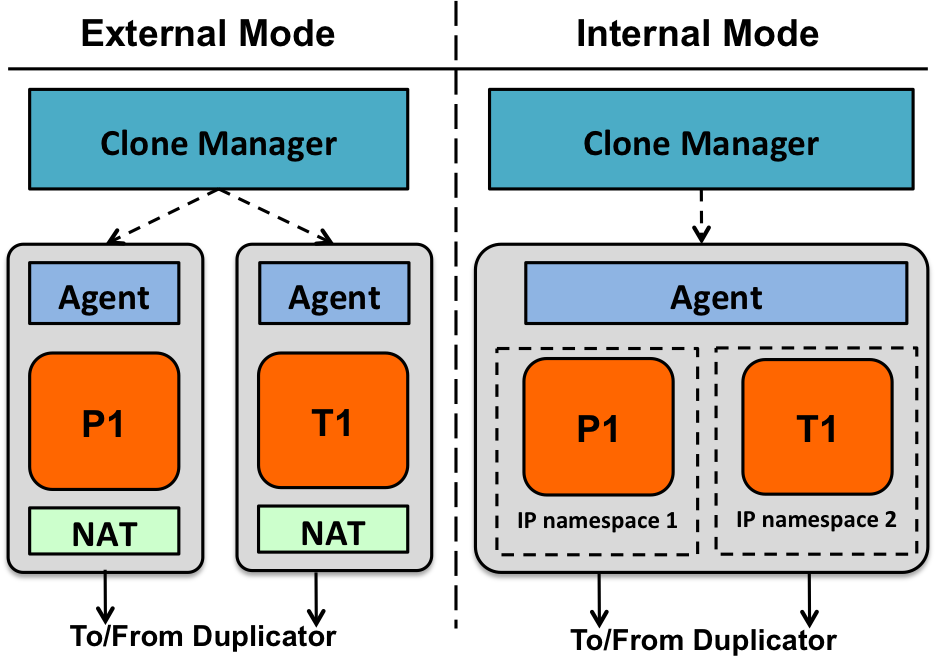 External Mode
Internal Mode
Clone Manager
Clone Manager
Agent
Agent
Agent
P1
T1
P1
T1
IP namespace 1
IP namespace 2
NAT
NAT
To/From Duplicator
To/From Duplicator